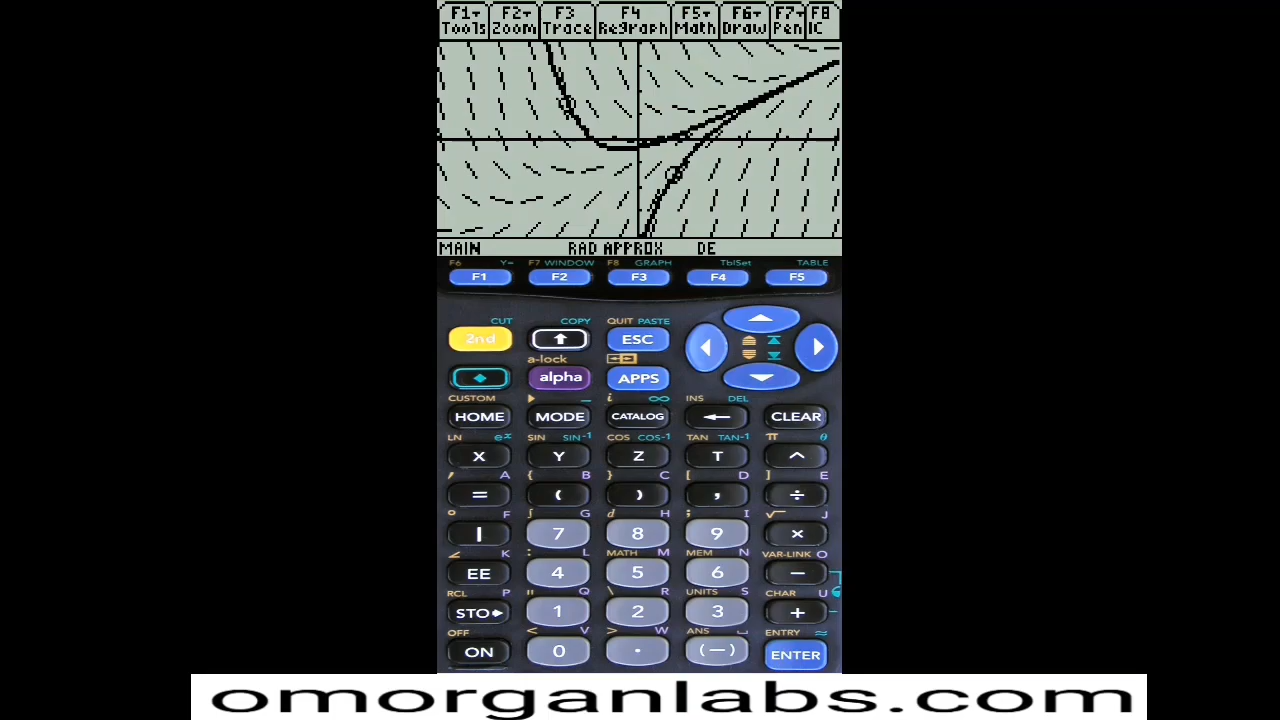 F1 F2 F3 F4 F5 F6 F7 F8
Tools Zoom Trace ReGraph Math Draw Pen IC
MAIN RAD APPROX DE
F6 Y= F7 WINDOW F8 GRAPH TblSet TABLE
F1 F2 F3 F4 F5
CUT COPY QUIT PASTE
2nd ↑ ESC
a-lock
◆ alpha APPS
CUSTOM ▶ _ i ∞ INS DEL
HOME MODE CATALOG ← CLEAR
LN eˣ SIN SIN⁻¹ COS COS⁻¹ TAN TAN⁻¹ π θ
X Y Z T ^
' A { B } C [ D ] E
= ( ) , ÷
° F ∫ G d H ; I √ J
| 7 8 9 ×
∠ K : L MATH M MEM N VAR-LINK O
EE 4 5 6 −
RCL P " Q \ R UNITS S CHAR U
STO▶ 1 2 3 +
OFF < V > W ANS ⎵ ENTRY ≈
ON 0 . (−) ENTER
omorganlabs.com